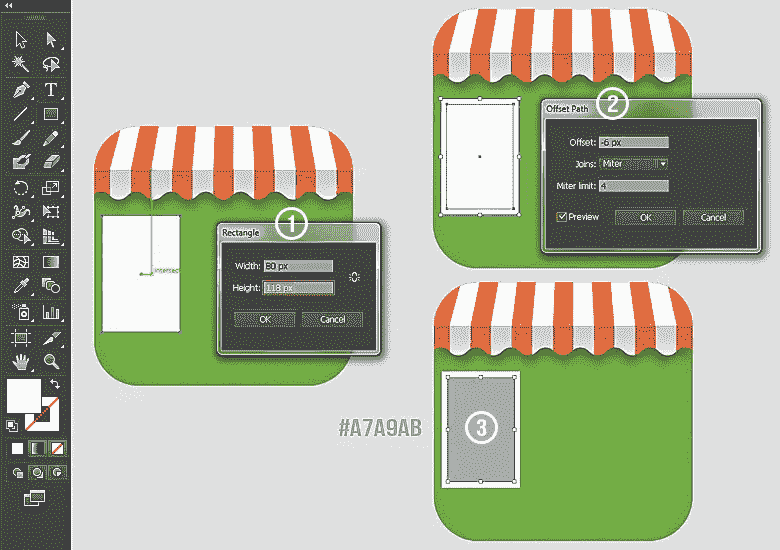 1
Rectangle
Width: 80 px
Height: 118 px
OK Cancel
intersect
2
Offset Path
Offset: -6 px
Joins: Miter
Miter limit: 4
Preview OK Cancel
#A7A9AB
3
T